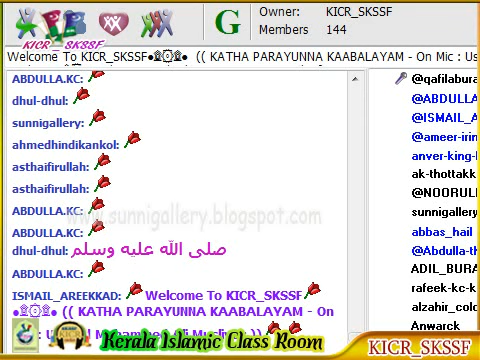 KICR_SKSSF
G
Owner: KICR_SKSSF
Members 144
Welcome To KICR_SKSSF●۩۞۩● (( KATHA PARAYUNNA KAABALAYAM - On Mic : Us
ABDULLA.KC:
dhul-dhul:
sunnigallery:
ahmedhindikankol:
asthaifirullah:
asthaifirullah:
ABDULLA.KC:
ABDULLA.KC:
dhul-dhul: صلى الله عليه وسلم
ABDULLA.KC:
ISMAIL_AREEKKAD: Welcome To KICR_SKSSF
●۩۞۩● (( KATHA PARAYUNNA KAABALAYAM - On
www.sunnigallery.blogspot.com
@qafilabura
@ABDULLA
@ISMAIL_A
@ameer-irin
anver-king-l
ak-thottakk
@NOORUL
sunnigallery
abbas_hail
@Abdulla-th
ADIL_BURA
rafeek-kc-k
alzahir_colo
Anwarck
Kerala Islamic Class Room
KICR_SKSSF